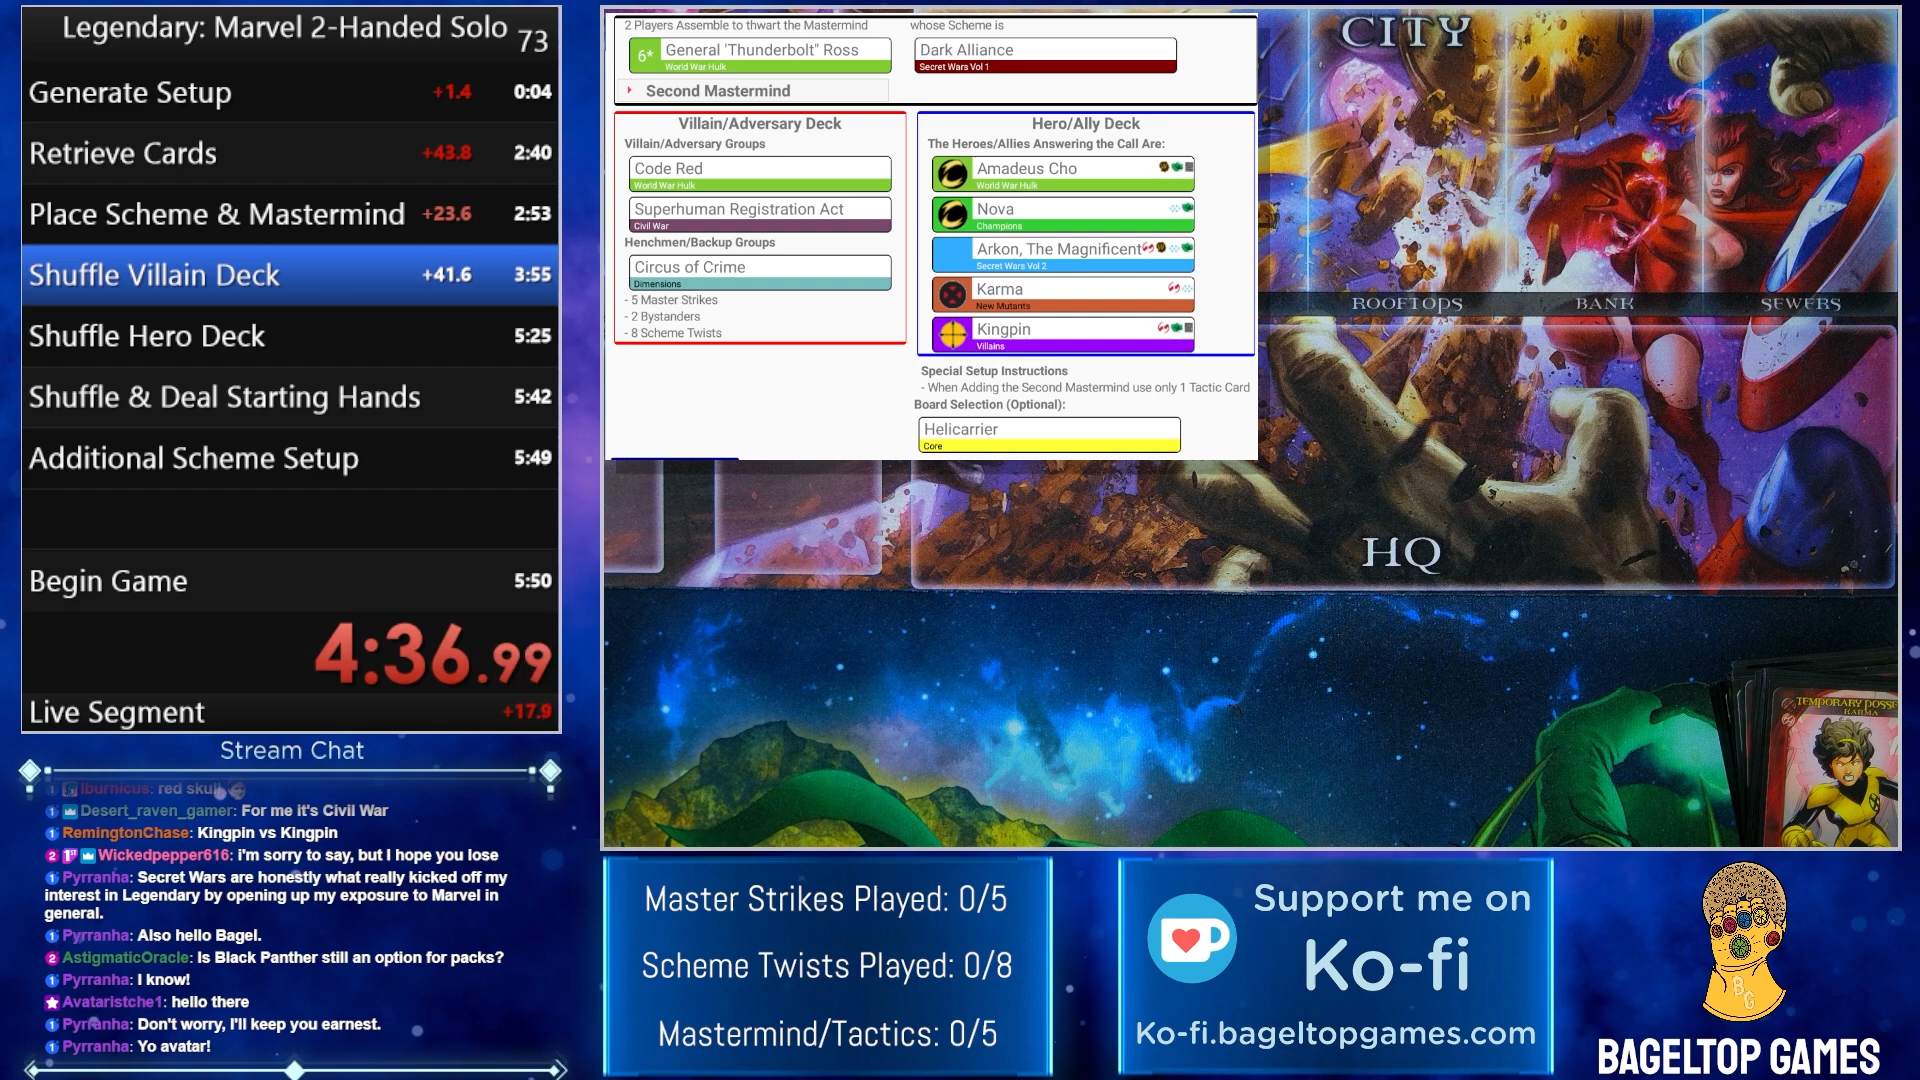 Legendary: Marvel 2-Handed Solo 73
Generate Setup +1.4 0:04
Retrieve Cards +43.8 2:40
Place Scheme & Mastermind +23.6 2:53
Shuffle Villain Deck +41.6 3:55
Shuffle Hero Deck 5:25
Shuffle & Deal Starting Hands 5:42
Additional Scheme Setup 5:49
Begin Game 5:50
4:36.99
Live Segment +17.9
Stream Chat
Iburnicus: red skull
Desert_raven_gamer: For me it's Civil War
RemingtonChase: Kingpin vs Kingpin
Wickedpepper616: i'm sorry to say, but I hope you lose
Pyrranha: Secret Wars are honestly what really kicked off my
interest in Legendary by opening up my exposure to Marvel in
general.
Pyrranha: Also hello Bagel.
AstigmaticOracle: Is Black Panther still an option for packs?
Pyrranha: I know!
Avataristche1: hello there
Pyrranha: Don't worry, I'll keep you earnest.
Pyrranha: Yo avatar!
2 Players Assemble to thwart the Mastermind whose Scheme is
6* General 'Thunderbolt" Ross
World War Hulk
Dark Alliance
Secret Wars Vol 1
Second Mastermind
Villain/Adversary Deck
Villain/Adversary Groups
Code Red
World War Hulk
Superhuman Registration Act
Civil War
Henchmen/Backup Groups
Circus of Crime
Dimensions
- 5 Master Strikes
- 2 Bystanders
- 8 Scheme Twists
Hero/Ally Deck
The Heroes/Allies Answering the Call Are:
Amadeus Cho
World War Hulk
Nova
Champions
Arkon, The Magnificent
Secret Wars Vol 2
Karma
New Mutants
Kingpin
Villains
Special Setup Instructions
- When Adding the Second Mastermind use only 1 Tactic Card
Board Selection (Optional):
Helicarrier
Core
CITY
ROOFTOPS BANK SEWERS
HQ
TEMPORARY POSSE
KARMA
Master Strikes Played: 0/5
Scheme Twists Played: 0/8
Mastermind/Tactics: 0/5
Support me on
Ko-fi
Ko-fi.bageltopgames.com
BG
BAGELTOP GAMES